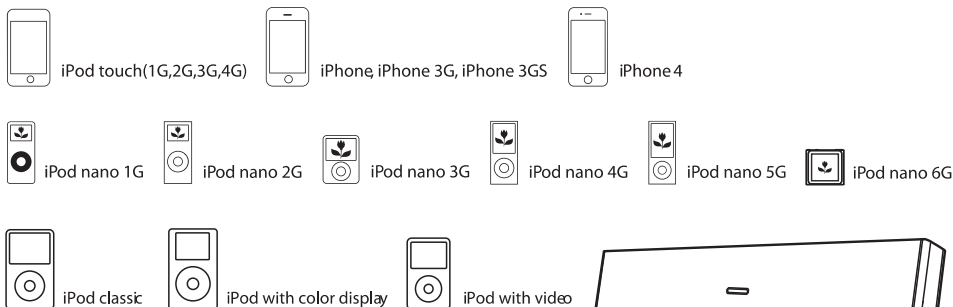 iPod touch(1G,2G,3G,4G) iPhone, iPhone 3G, iPhone 3GS iPhone 4
iPod nano 1G iPod nano 2G iPod nano 3G iPod nano 4G iPod nano 5G iPod nano 6G
iPod classic iPod with color display iPod with video